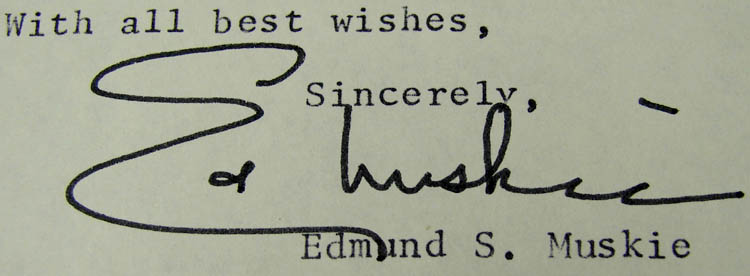 With all best wishes,
Sincerely,
Ed Muskie
Edmund S. Muskie